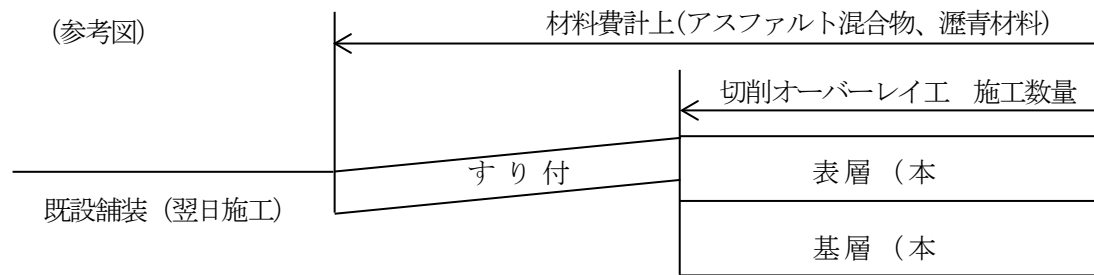 (参考図)
材料費計上(アスファルト混合物、瀝青材料)
切削オーバーレイ工 施工数量
すり付
表層（本
既設舗装（翌日施工）
基層（本